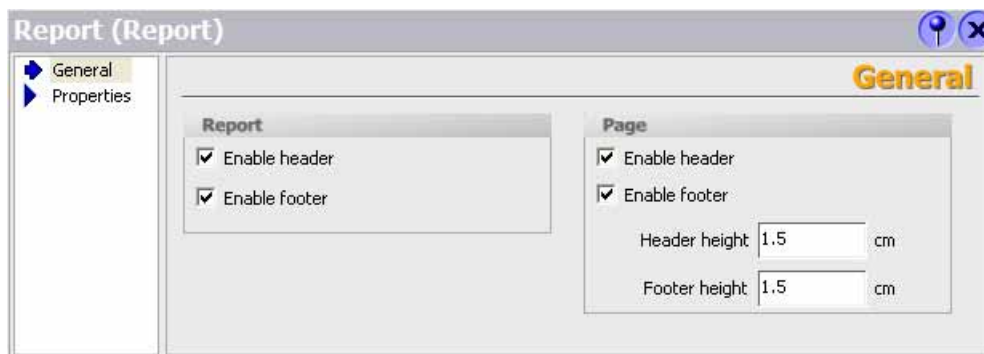 Report (Report)
General
Properties
General
Report
Enable header
Enable footer
Page
Enable header
Enable footer
Header height 1.5 cm
Footer height 1.5 cm